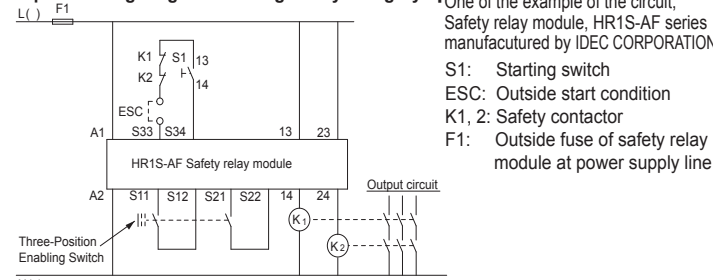 L( ) F1
One of the example of the circuit,
Safety relay module, HR1S-AF series
manufacutured by IDEC CORPORATION
S1: Starting switch
ESC: Outside start condition
K1, 2: Safety contactor
F1: Outside fuse of safety relay
module at power supply line
K1 S1 13
K2
14
ESC
A1 S33 S34 13 23
HR1S-AF Safety relay module
A2 S11 S12 S21 S22 14 24
Output circuit
K1
K2
Three-Position
Enabling Switch